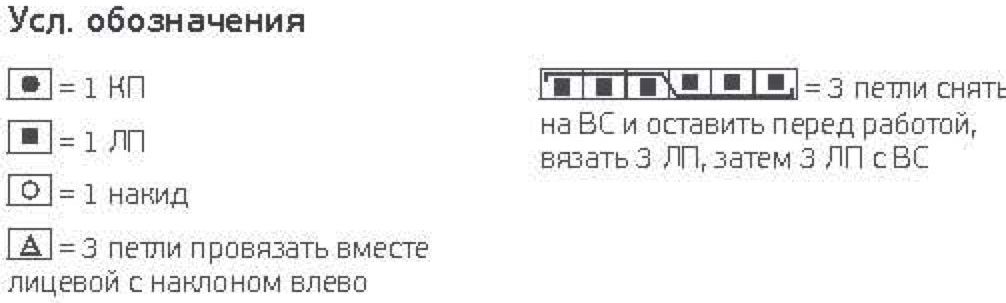 Усл. обозначения
= 1 КП
= 1 ЛП
= 1 накид
= 3 петли провязать вместе
лицевой с наклоном влево
= 3 петли снять
на ВС и оставить перед работой,
вязать 3 ЛП, затем 3 ЛП с ВС